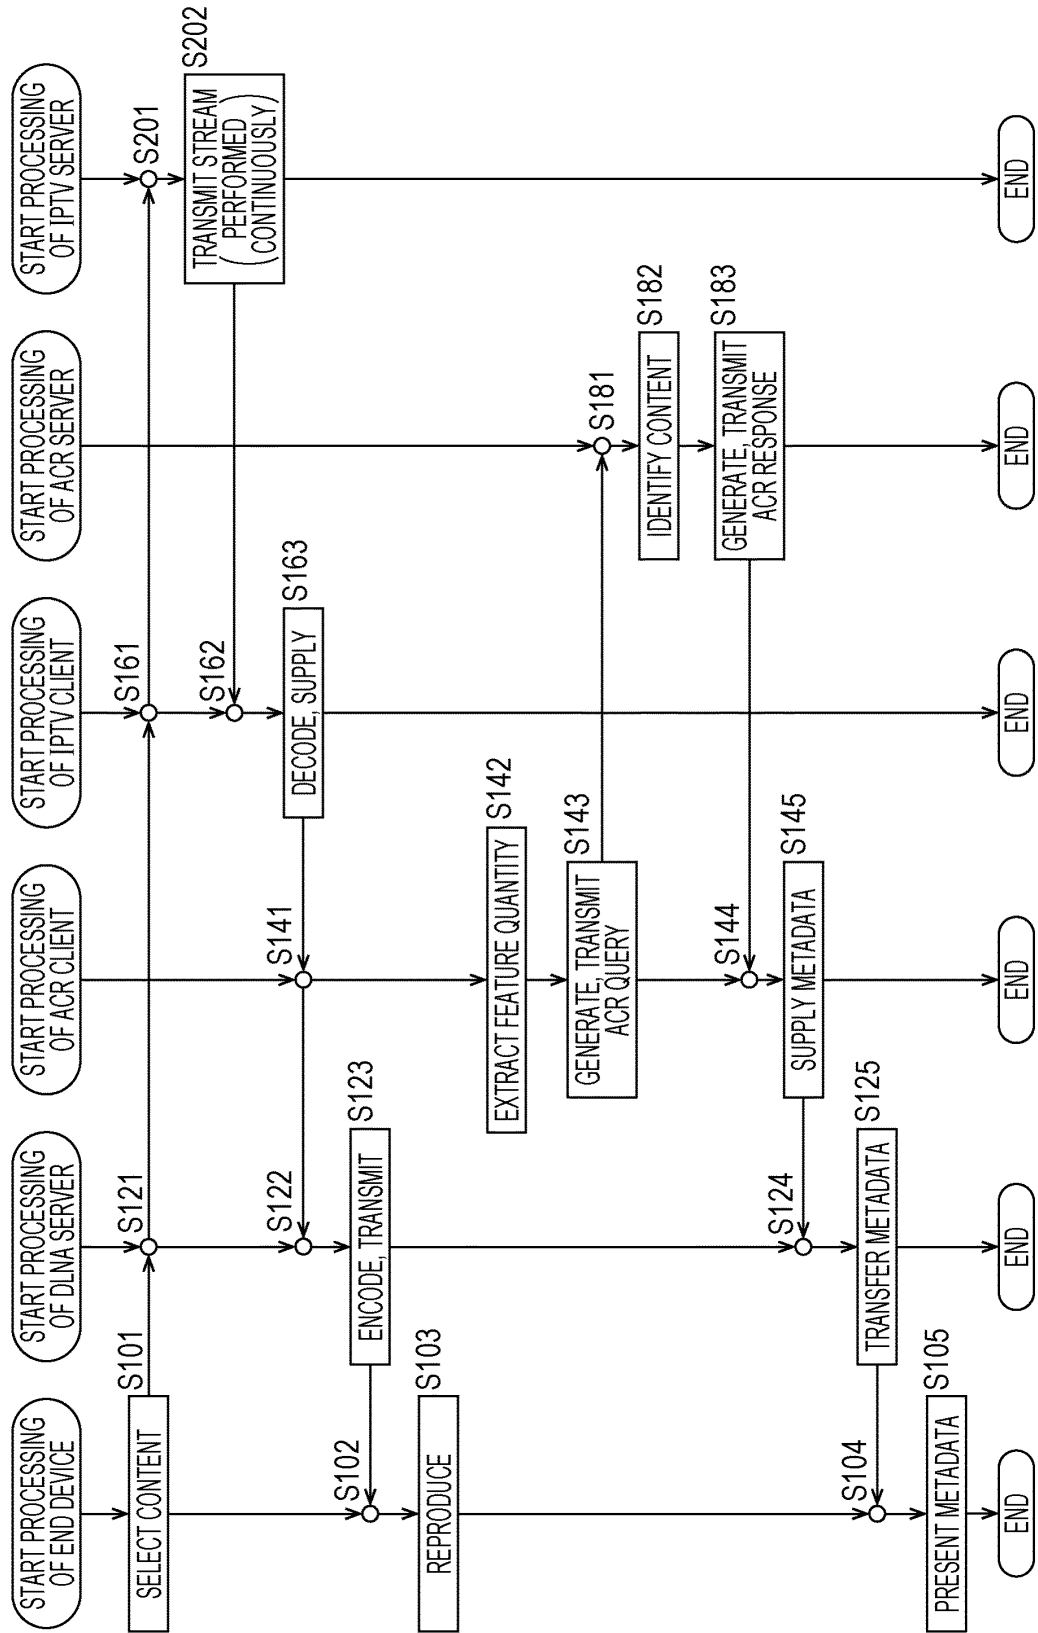 START PROCESSING
OF END DEVICE
START PROCESSING
OF DLNA SERVER
START PROCESSING
OF ACR CLIENT
START PROCESSING
OF IPTV CLIENT
START PROCESSING
OF ACR SERVER
START PROCESSING
OF IPTV SERVER
S101
SELECT CONTENT
S121
S161
S201
S202
TRANSMIT STREAM
( PERFORMED
CONTINUOUSLY )
S162
S122
S141
S163
DECODE, SUPPLY
S102
S123
ENCODE, TRANSMIT
S103
REPRODUCE
S142
EXTRACT FEATURE QUANTITY
S143
GENERATE, TRANSMIT
ACR QUERY
S181
S182
IDENTIFY CONTENT
S183
GENERATE, TRANSMIT
ACR RESPONSE
S144
S124
S145
SUPPLY METADATA
S104
S125
TRANSFER METADATA
S105
PRESENT METADATA
END
END
END
END
END
END